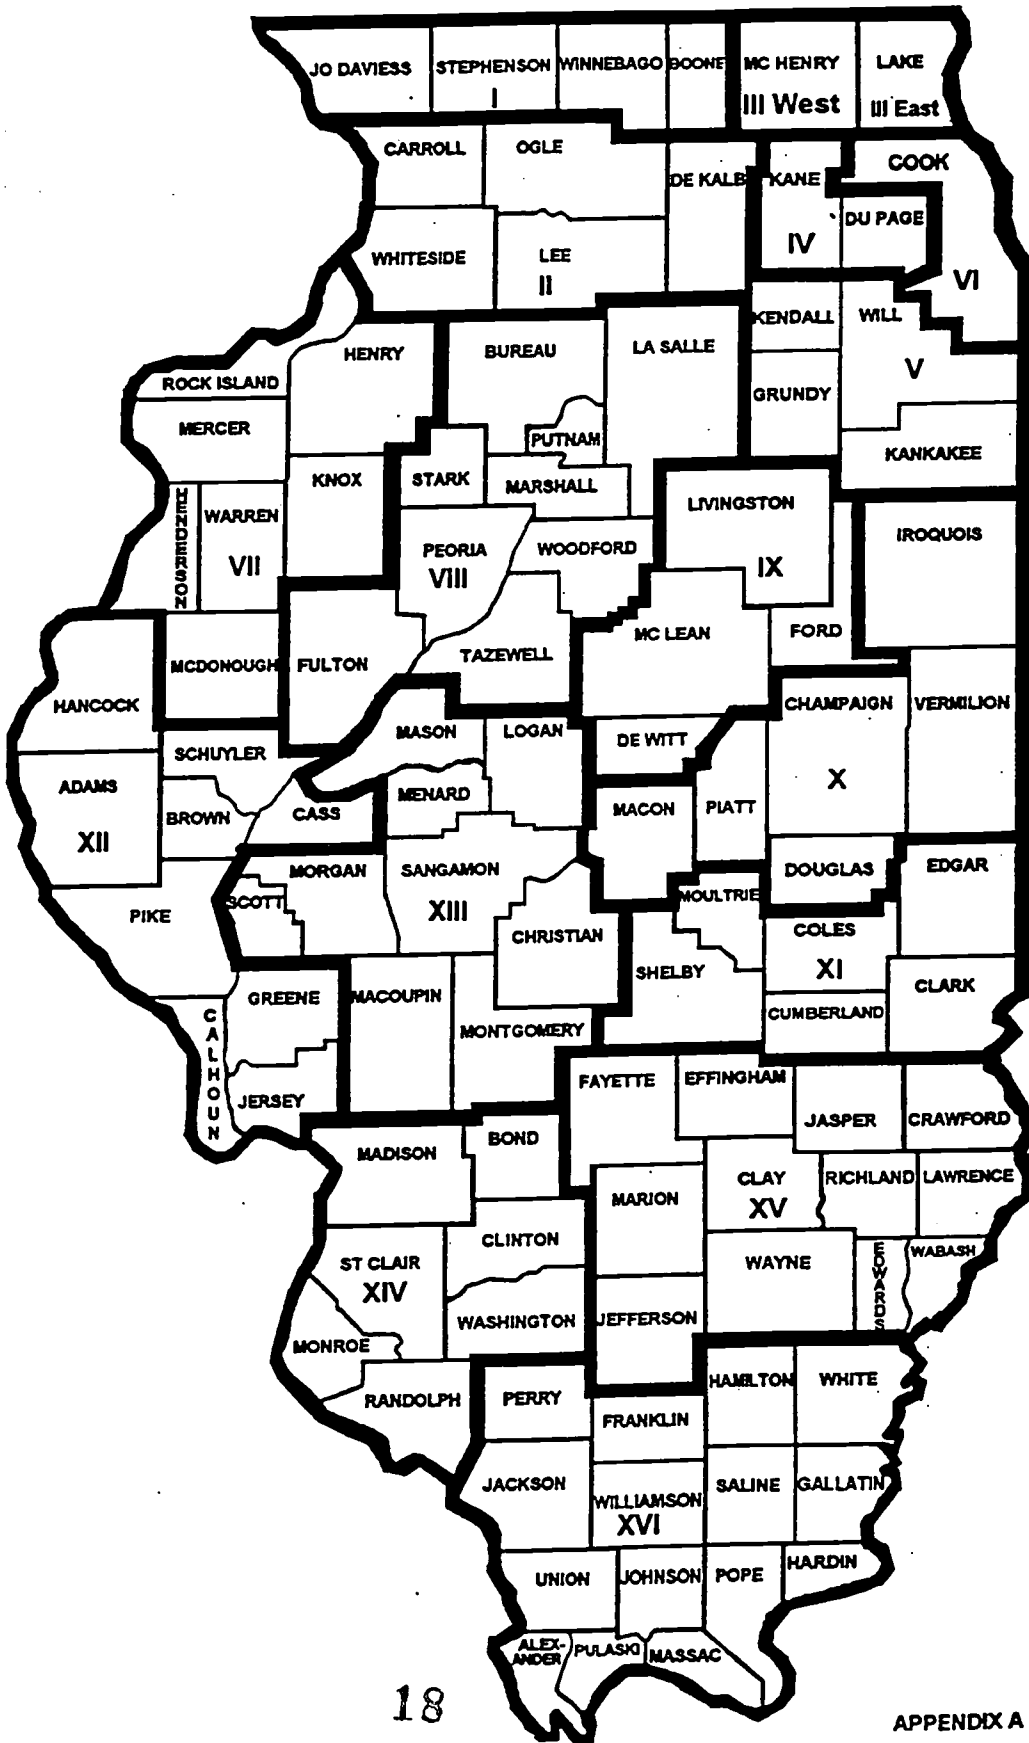 JO DAVIESS
STEPHENSON
WINNEBAGO
BOONE
MC HENRY
LAKE
I
III West
III East
CARROLL
OGLE
COOK
DE KALB
KANE
DU PAGE
WHITESIDE
LEE
II
IV
VI
KENDALL
WILL
HENRY
BUREAU
LA SALLE
V
ROCK ISLAND
GRUNDY
MERCER
PUTNAM
KANKAKEE
KNOX
STARK
MARSHALL
LIVINGSTON
HENDERSON
WARREN
IROQUOIS
VII
PEORIA
VIII
WOODFORD
IX
MC LEAN
FORD
MCDONOUGH
FULTON
TAZEWELL
HANCOCK
CHAMPAIGN
VERMILION
MASON
LOGAN
DE WITT
SCHUYLER
ADAMS
MENARD
X
BROWN
CASS
MACON
PIATT
XII
MORGAN
SANGAMON
DOUGLAS
EDGAR
SCOTT
MOULTRIE
PIKE
XIII
CHRISTIAN
COLES
SHELBY
XI
GREENE
MACOUPIN
CLARK
CALHOUN
MONTGOMERY
CUMBERLAND
FAYETTE
EFFINGHAM
JERSEY
JASPER
CRAWFORD
MADISON
BOND
CLAY
RICHLAND
LAWRENCE
MARION
XV
CLINTON
ST CLAIR
WAYNE
EDWARDS
WABASH
XIV
WASHINGTON
JEFFERSON
MONROE
RANDOLPH
PERRY
HAMILTON
WHITE
FRANKLIN
JACKSON
WILLIAMSON
SALINE
GALLATIN
XVI
UNION
JOHNSON
POPE
HARDIN
ALEX-
ANDER
PULASKI
MASSAC
18
APPENDIX A